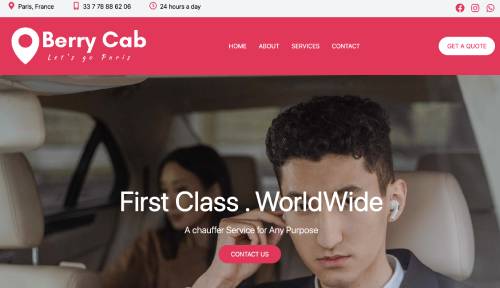 Paris, France
33 7 78 88 62 06
24 hours a day
Berry Cab
Let's go Paris
HOME ABOUT SERVICES CONTACT
GET A QUOTE
First Class . WorldWide
A chauffer Service for Any Purpose
CONTACT US